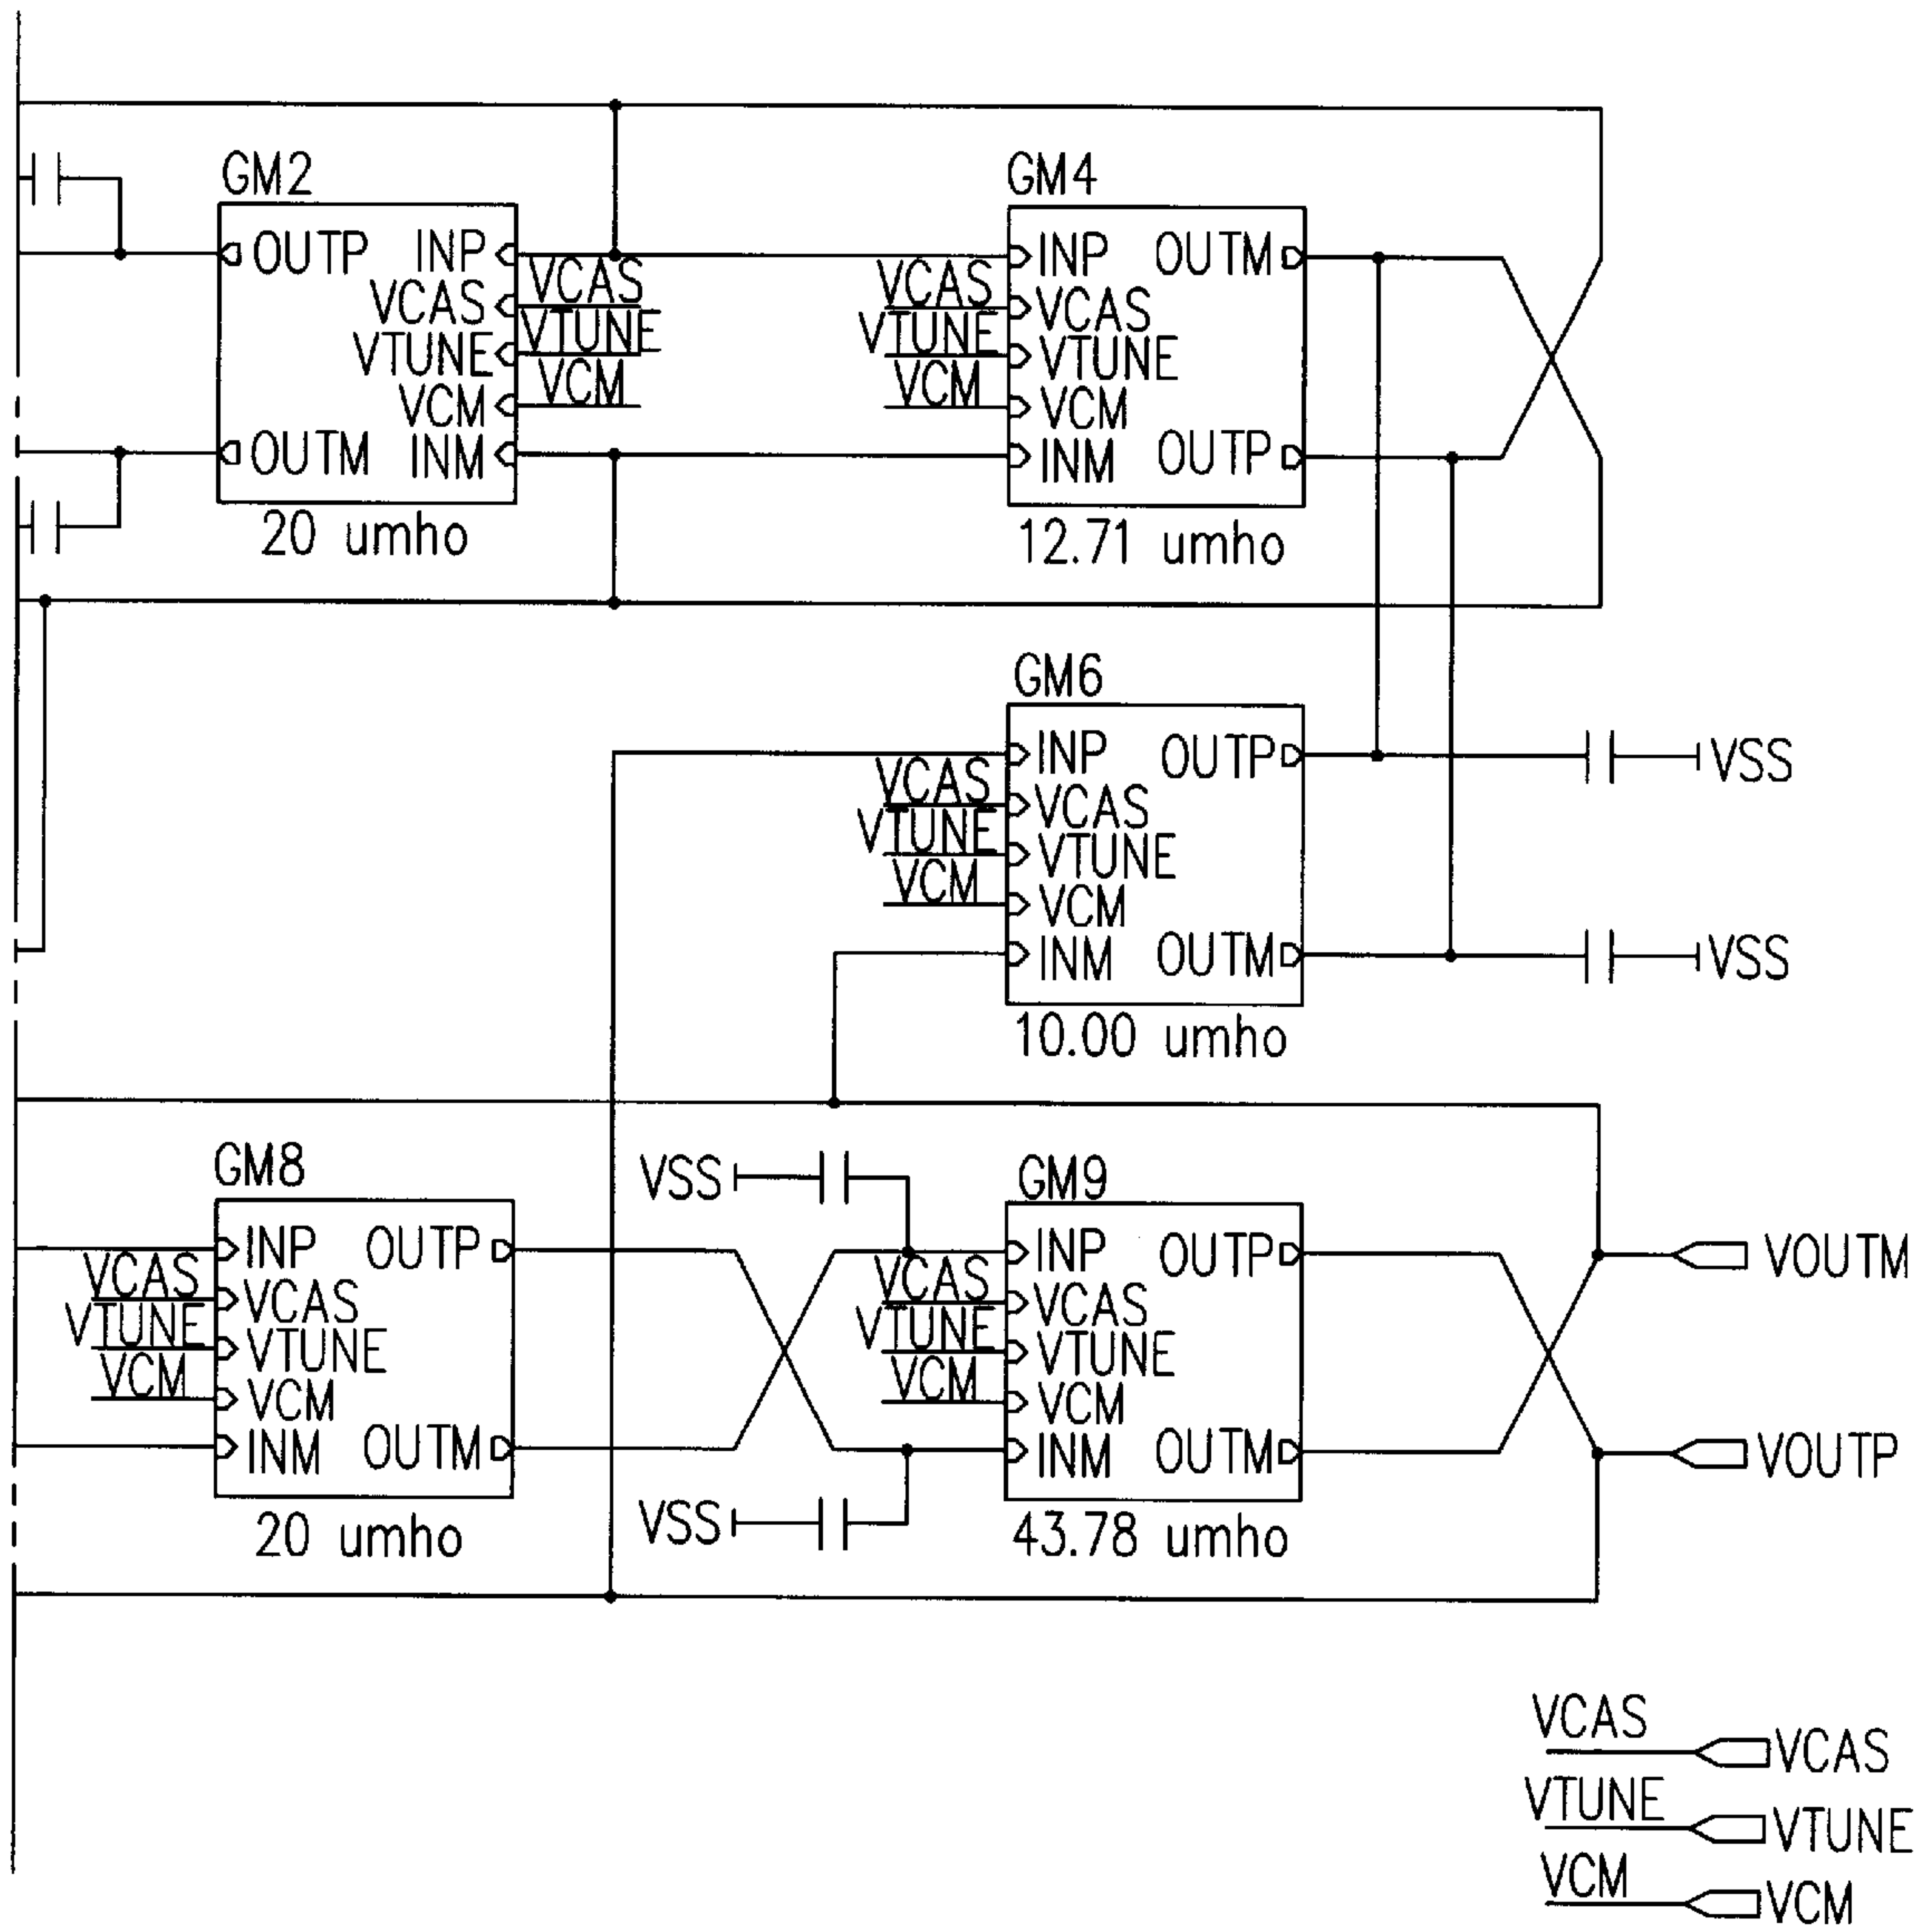 GM2
OUTP INP
VCAS
VTUNE
VCM
OUTM INM
VCAS
VTUNE
VCM
20 umho
GM4
VCAS
VTUNE
VCM
INP OUTM
VCAS
VTUNE
VCM
INM OUTP
12.71 umho
GM6
VCAS
VTUNE
VCM
INP OUTP
VCAS
VTUNE
VCM
INM OUTM
10.00 umho
VSS
VSS
GM8
VCAS
VTUNE
VCM
INP OUTP
VCAS
VTUNE
VCM
INM OUTM
20 umho
VSS
VSS
GM9
VCAS
VTUNE
VCM
INP OUTP
VCAS
VTUNE
VCM
INM OUTM
43.78 umho
VOUTM
VOUTP
VCAS
VCAS
VTUNE
VTUNE
VCM
VCM